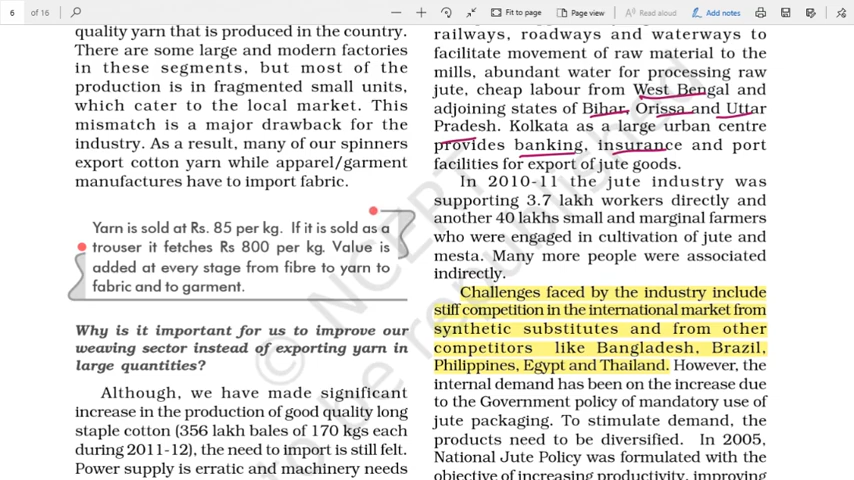 6 of 16
Fit to page
Page view
Read aloud
Add notes
quality yarn that is produced in the country.
There are some large and modern factories
in these segments, but most of the
production is in fragmented small units,
which cater to the local market. This
mismatch is a major drawback for the
industry. As a result, many of our spinners
export cotton yarn while apparel/garment
manufactures have to import fabric.
Yarn is sold at Rs. 85 per kg. If it is sold as a
trouser it fetches Rs 800 per kg. Value is
added at every stage from fibre to yarn to
fabric and to garment.
Why is it important for us to improve our
weaving sector instead of exporting yarn in
large quantities?
Although, we have made significant
increase in the production of good quality long
staple cotton (356 lakh bales of 170 kgs each
during 2011-12), the need to import is still felt.
Power supply is erratic and machinery needs
railways, roadways and waterways to
facilitate movement of raw material to the
mills, abundant water for processing raw
jute, cheap labour from West Bengal and
adjoining states of Bihar, Orissa and Uttar
Pradesh. Kolkata as a large urban centre
provides banking, insurance and port
facilities for export of jute goods.
In 2010-11 the jute industry was
supporting 3.7 lakh workers directly and
another 40 lakhs small and marginal farmers
who were engaged in cultivation of jute and
mesta. Many more people were associated
indirectly.
Challenges faced by the industry include
stiff competition in the international market from
synthetic substitutes and from other
competitors like Bangladesh, Brazil,
Philippines, Egypt and Thailand. However, the
internal demand has been on the increase due
to the Government policy of mandatory use of
jute packaging. To stimulate demand, the
products need to be diversified. In 2005,
National Jute Policy was formulated with the
objective of increasing productivity, improving
© NCERT
to be republished